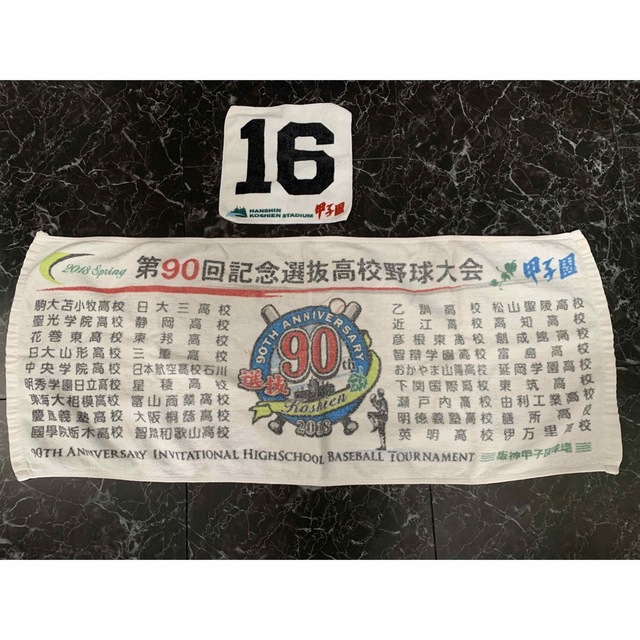 16
HANSHIN
KOSHIEN STADIUM 甲子園
2018 Spring
第90回記念選抜高校野球大会
甲子園
駒大苫小牧高校 日大三高校
聖光学院高校 静岡高校
花巻東高校 東邦高校
日大山形高校 三重高校
中央学院高校 日本航空高校石川
明秀学園日立高校 星稜高校
東海大相模高校 富山商業高校
慶應義塾高校 大阪桐蔭高校
國學院栃木高校 智辯和歌山高校
90TH ANNIVERSARY
90th
選抜
Koshien
2018
乙訓高校 松山聖陵高校
近江高校 高知高校
彦根東高校 創成館高校
智辯学園高校 富島高校
おかやま山陽高校 延岡学園高校
下関国際高校 東筑高校
瀬戸内高校 由利工業高校
明徳義塾高校 膳所高校
英明高校 伊万里高校
90TH ANNIVERSARY INVITATIONAL HIGHSCHOOL BASEBALL TOURNAMENT
阪神甲子園球場